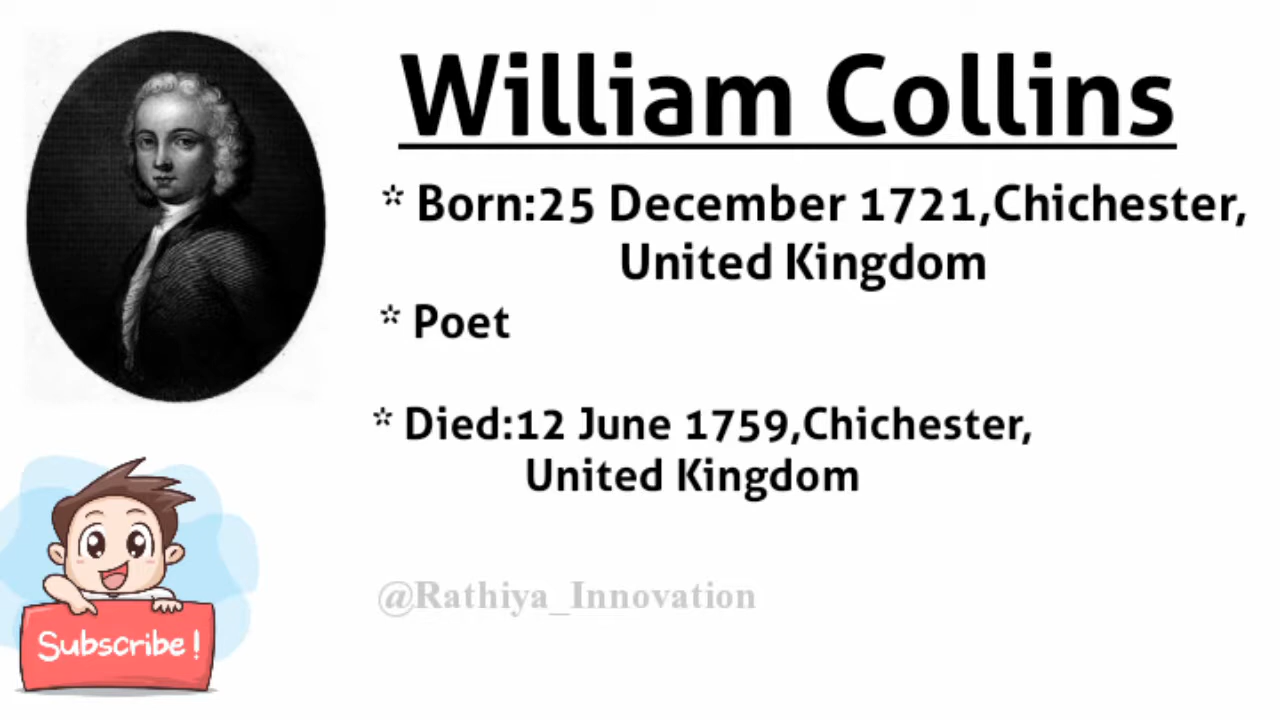 William Collins
* Born:25 December 1721,Chichester,
United Kingdom
* Poet
* Died:12 June 1759,Chichester,
United Kingdom
@Rathiya_Innovation
Subscribe!